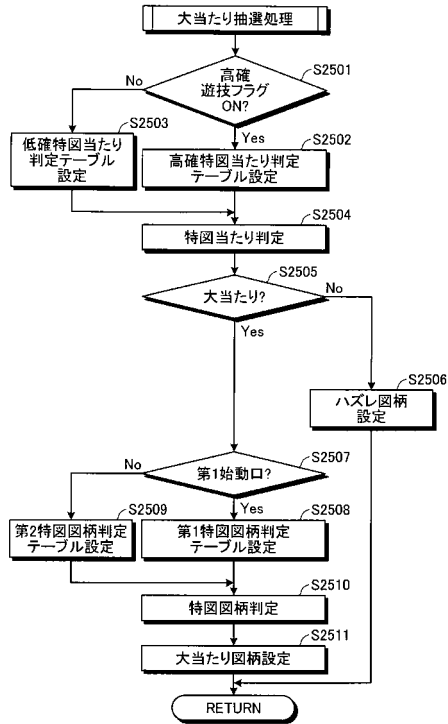 大当たり抽選処理
S2501
高確
遊技フラグ
ON?
No
Yes
S2503
低確特図当たり
判定テーブル
設定
S2502
高確特図当たり判定
テーブル設定
S2504
特図当たり判定
S2505
大当たり?
No
Yes
S2506
ハズレ図柄
設定
S2507
第1始動口?
No
Yes
S2509
第2特図図柄判定
テーブル設定
S2508
第1特図図柄判定
テーブル設定
S2510
特図図柄判定
S2511
大当たり図柄設定
RETURN